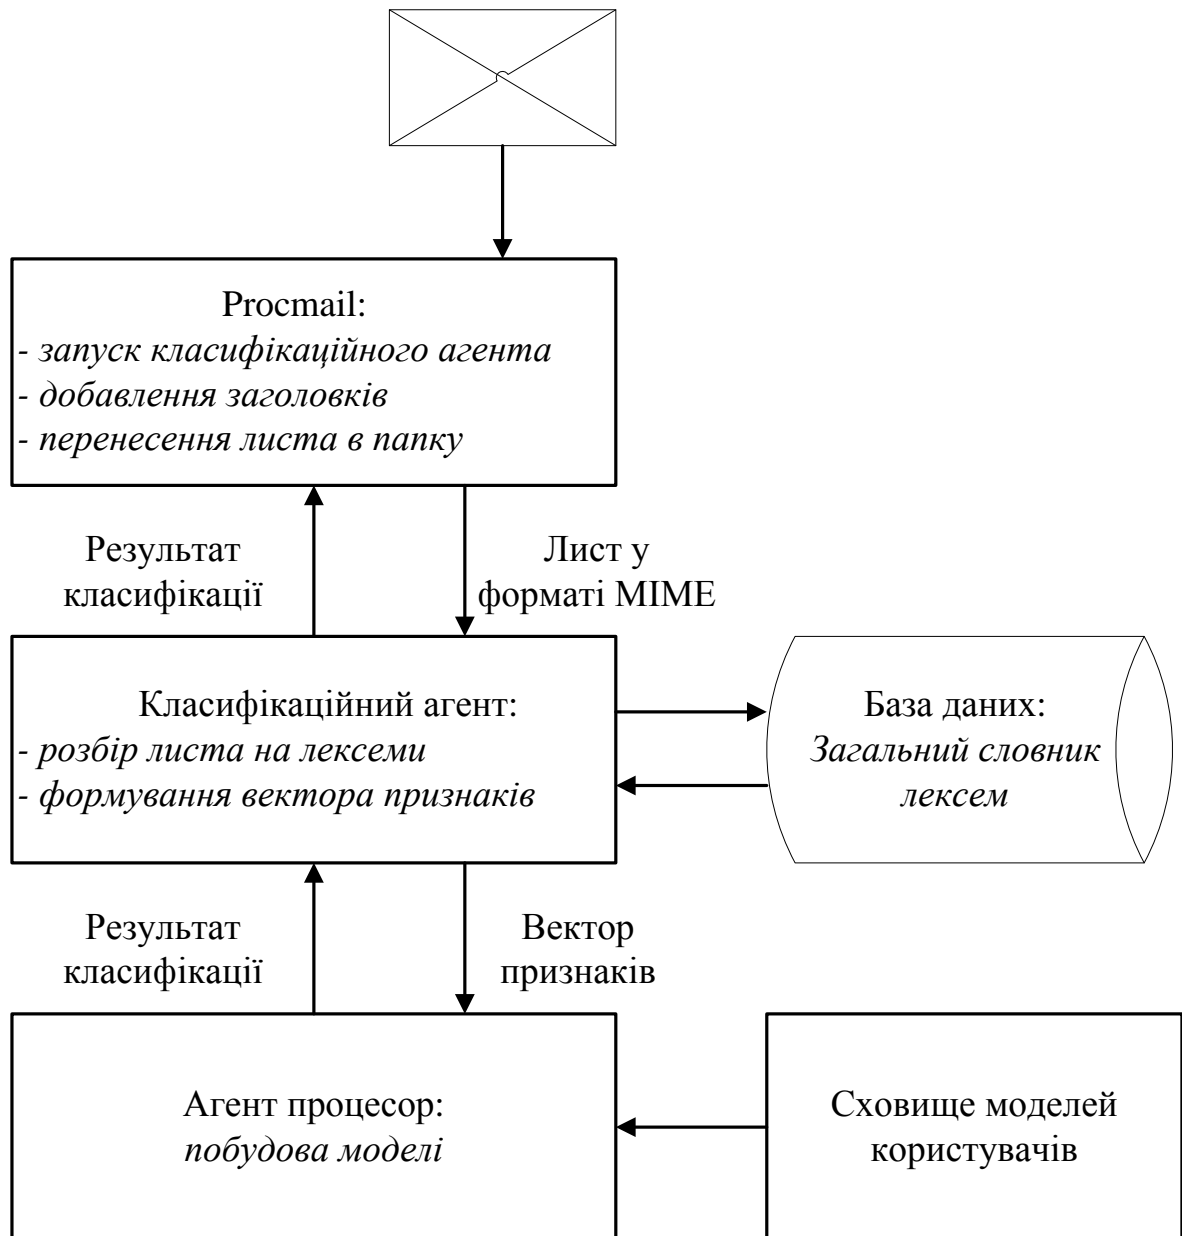 Procmail:
- запуск класифікаційного агента
- добавлення заголовків
- перенесення листа в папку
Результат
класифікації
Лист у
форматі MIME
Класифікаційний агент:
- розбір листа на лексеми
- формування вектора признаків
База даних:
Загальний словник
лексем
Результат
класифікації
Вектор
признаків
Агент процесор:
побудова моделі
Сховище моделей
користувачів